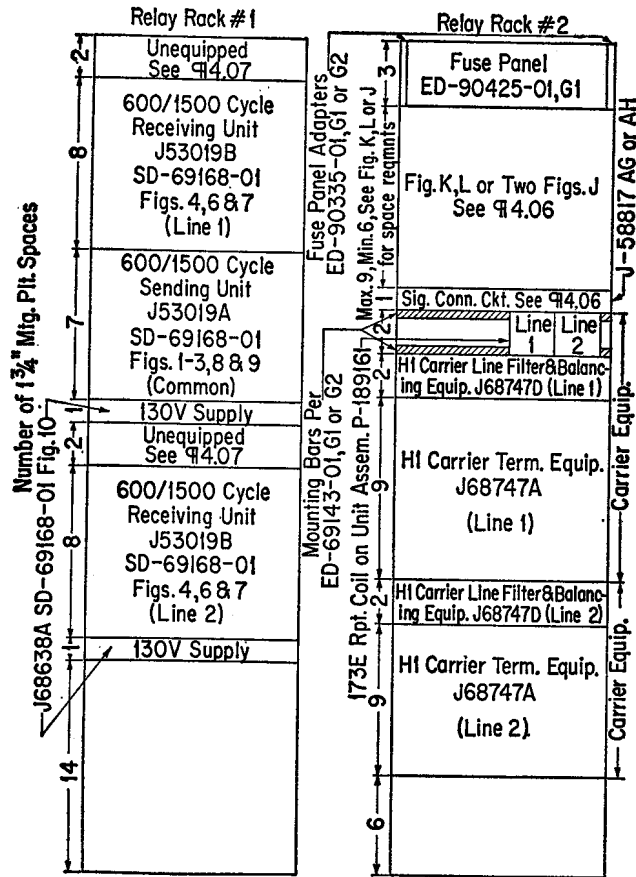 Relay Rack #1
Unequipped
See ¶4.07
600/1500 Cycle
Receiving Unit
J53019B
SD-69168-01
Figs. 4,6&7
(Line 1)
600/1500 Cycle
Sending Unit
J53019A
SD-69168-01
Figs. 1-3,8&9
(Common)
130V Supply
Unequipped
See ¶4.07
600/1500 Cycle
Receiving Unit
J53019B
SD-69168-01
Figs. 4,6&7
(Line 2)
130V Supply
2
8
7
1
2
8
1
14
Number of 1¾" Mtg. Plt. Spaces
J68638A SD-69168-01 Fig. 10
Fuse Panel Adapters
ED-90335-01,G1 or G2
Mounting Bars Per
ED-69143-01,G1 or G2
Relay Rack #2
Fuse Panel
ED-90425-01,G1
Fig. K, L or Two Figs. J
See ¶4.06
Sig. Conn. Ckt. See ¶4.06
Line
1
Line
2
H1 Carrier Line Filter&Balanc-
ing Equip. J68747D (Line 1)
H1 Carrier Term. Equip.
J68747A
(Line 1)
H1 Carrier Line Filter&Balanc-
ing Equip. J68747D (Line 2)
H1 Carrier Term. Equip.
J68747A
(Line 2)
3
Max. 9, Min. 6, See Fig. K, L or J
for space reqmnts
1
2
2
9
2
9
6
173E Rpt. Coil on Unit Assem. P-189161
J-58817 AG or AH
Carrier Equip.
Carrier Equip.